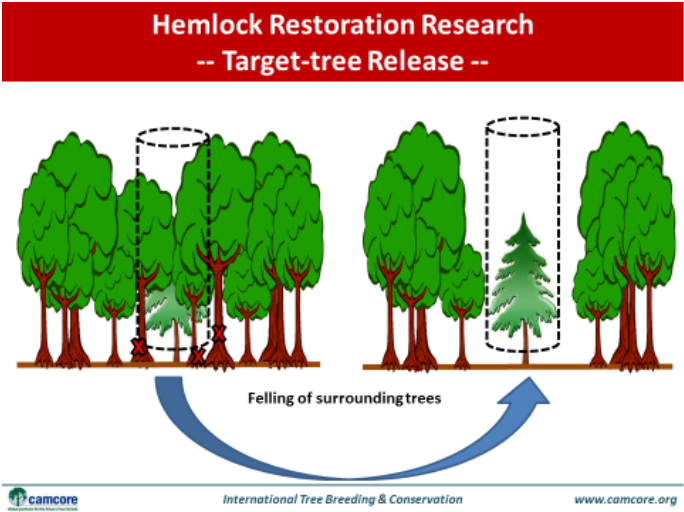 Hemlock Restoration Research
-- Target-tree Release --
X
X
X
Felling of surrounding trees
camcore
International Tree Breeding & Conservation
www.camcore.org